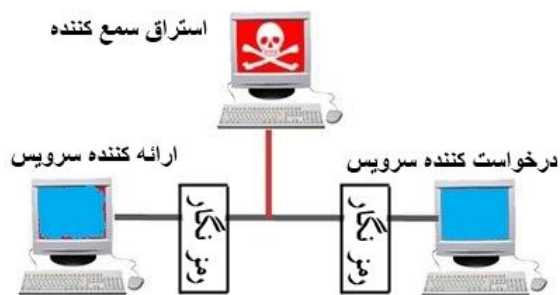 استراق سمع کننده
ارائه کننده سرویس
درخواست کننده سرویس
رمز نگار
رمز نگار